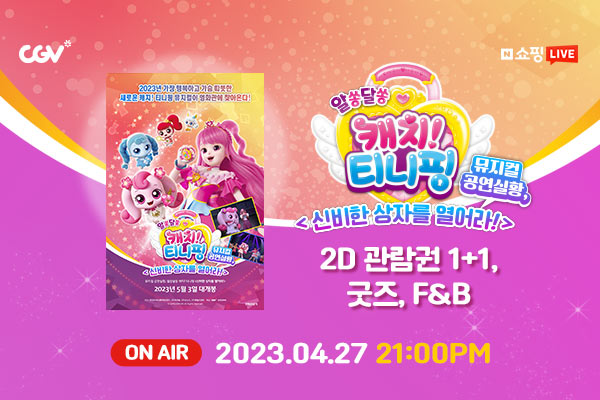 CGV
N 쇼핑 LIVE
2023년 가장 행복하고 가슴 따뜻한
새로운 캐치! 티니핑 뮤지컬이 영화관에 찾아온다!
알쏭달쏭
캐치!
티니핑
뮤지컬
공연실황,
<신비한 상자를 열어라!>
2023년 5월 3일 대개봉
알쏭달쏭
캐치!
티니핑
뮤지컬
공연실황,
<신비한 상자를 열어라!>
2D 관람권 1+1,
굿즈, F&B
ON AIR 2023.04.27 21:00PM